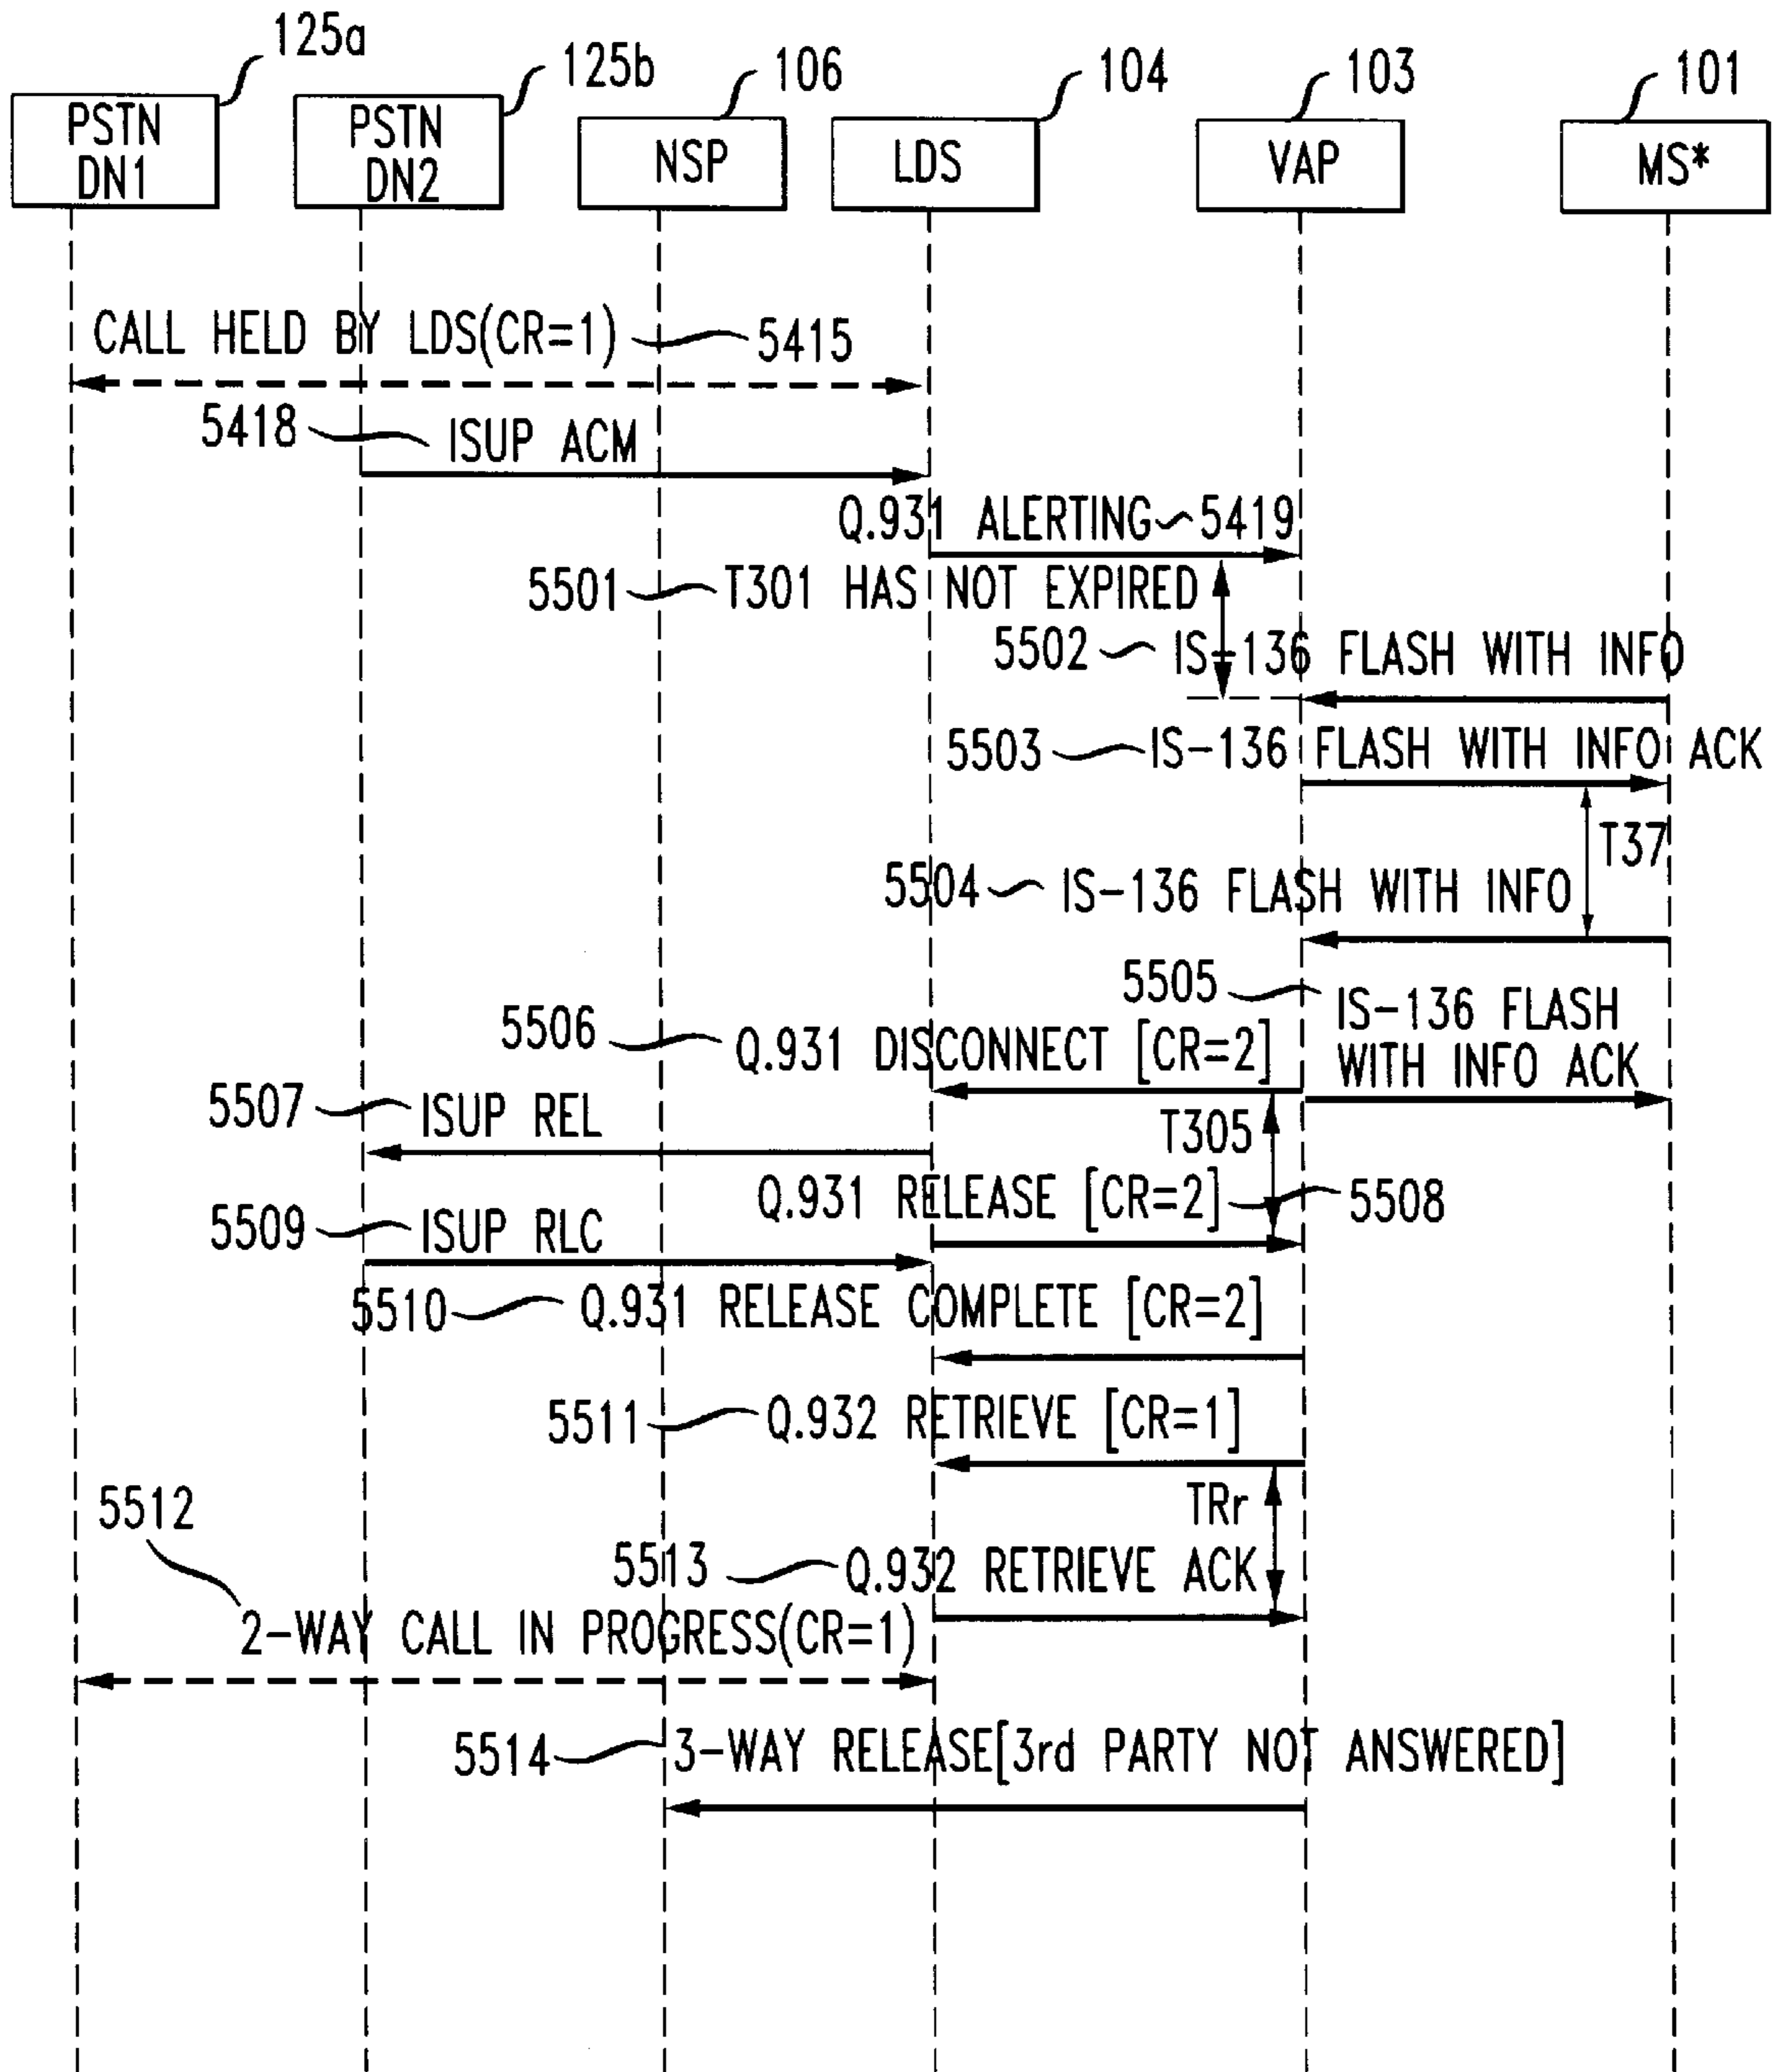 125a
125b
106
104
103
101
PSTN
DN1
PSTN
DN2
NSP
LDS
VAP
MS*
CALL HELD BY LDS(CR=1)
5415
5418
ISUP ACM
Q.931 ALERTING
5419
5501
T301 HAS NOT EXPIRED
5502
IS-136 FLASH WITH INFO
5503
IS-136 FLASH WITH INFO ACK
T37
5504
IS-136 FLASH WITH INFO
5505
IS-136 FLASH
WITH INFO ACK
5506
Q.931 DISCONNECT [CR=2]
5507
ISUP REL
T305
Q.931 RELEASE [CR=2]
5508
5509
ISUP RLC
5510
Q.931 RELEASE COMPLETE [CR=2]
5511
Q.932 RETRIEVE [CR=1]
TRr
5512
5513
Q.932 RETRIEVE ACK
2-WAY CALL IN PROGRESS(CR=1)
5514
3-WAY RELEASE[3rd PARTY NOT ANSWERED]